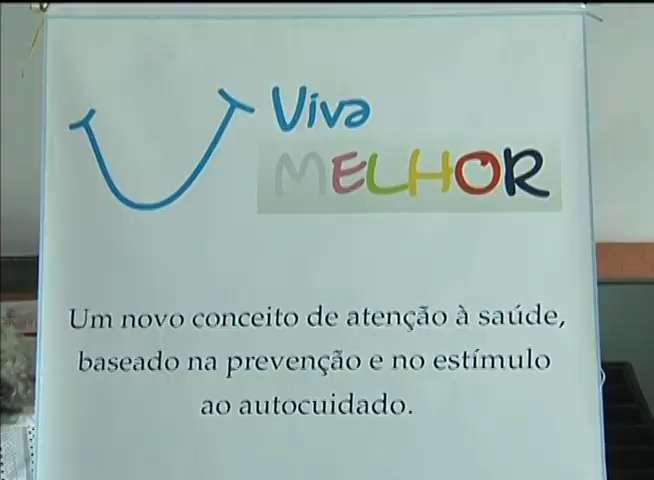 Viva
MELHOR
Um novo conceito de atenção à saúde,
baseado na prevenção e no estímulo
ao autocuidado.